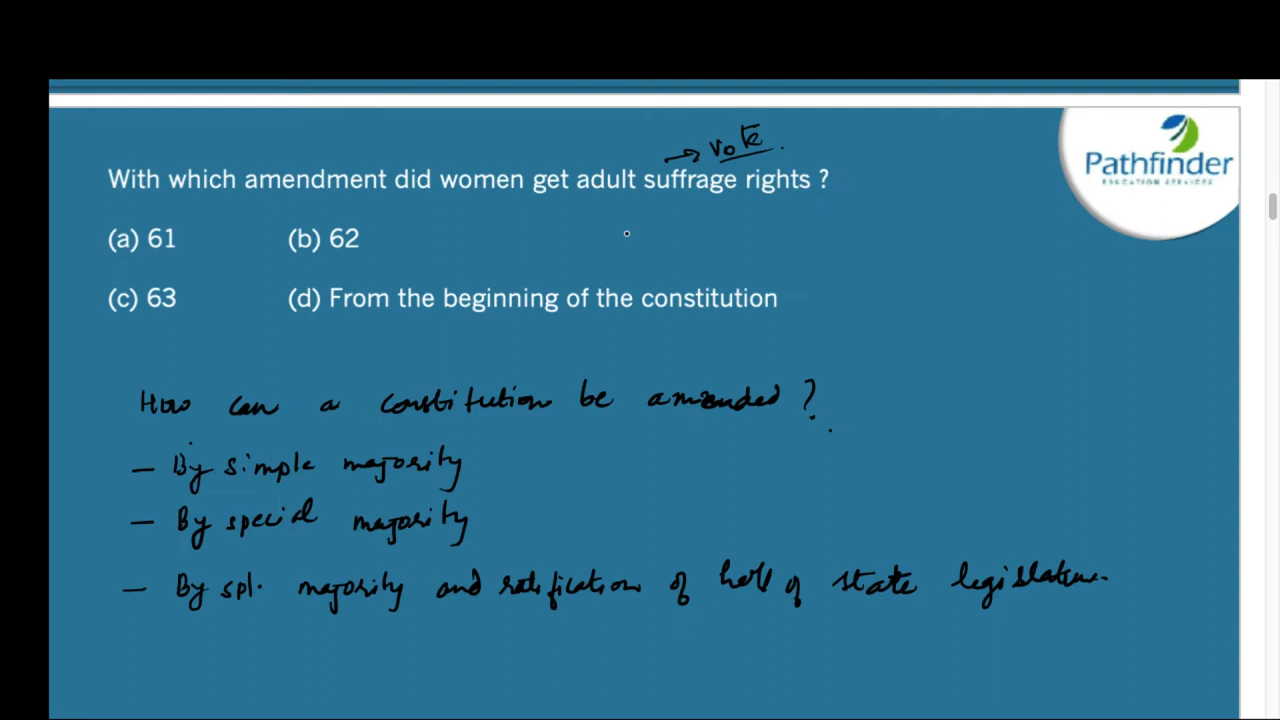 → vote.
With which amendment did women get adult suffrage rights ?
Pathfinder
EDUCATION SERVICES
(a) 61 (b) 62
(c) 63 (d) From the beginning of the constitution
How can a constitution be amended ?
— By simple majority
— By special majority
— By spl. majority and ratification of half of state legislature.